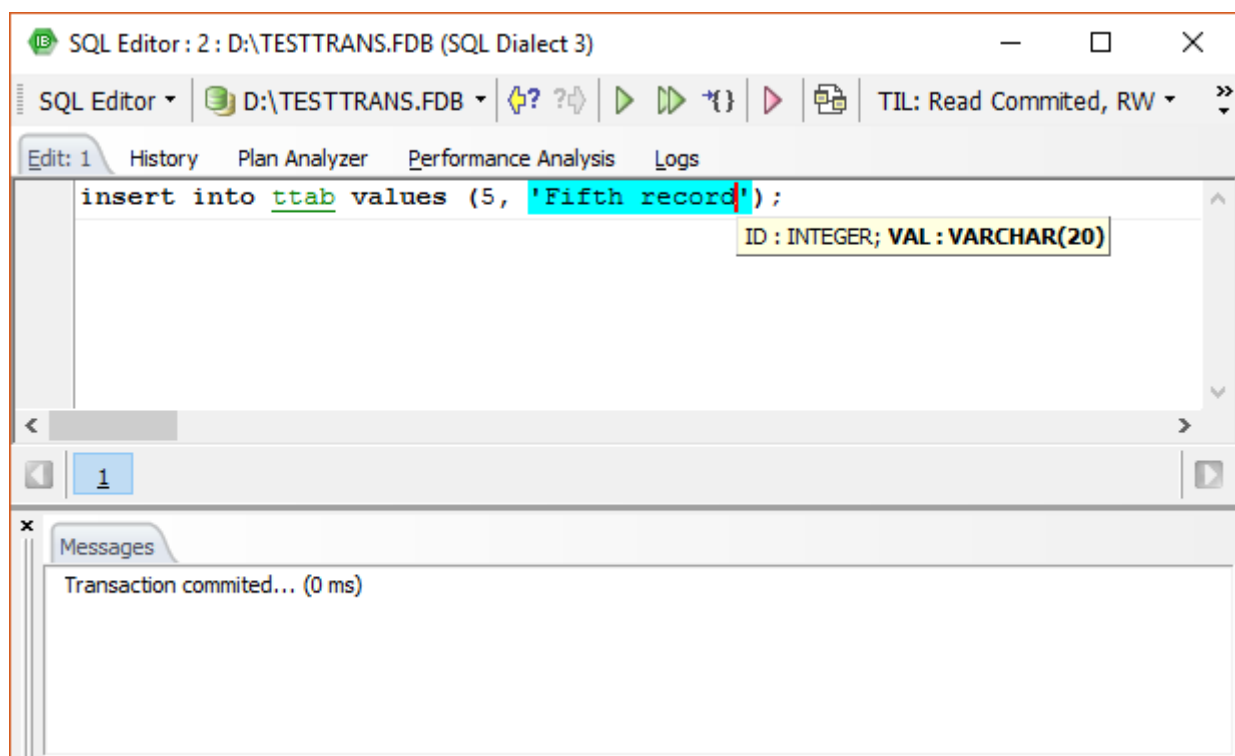 IB SQL Editor : 2 : D:\TESTTRANS.FDB (SQL Dialect 3)
SQL Editor D:\TESTTRANS.FDB ? ? {} TIL: Read Commited, RW
Edit: 1 History Plan Analyzer Performance Analysis Logs
insert into ttab values (5, 'Fifth record');
ID : INTEGER; VAL : VARCHAR(20)
1
Messages
Transaction commited... (0 ms)